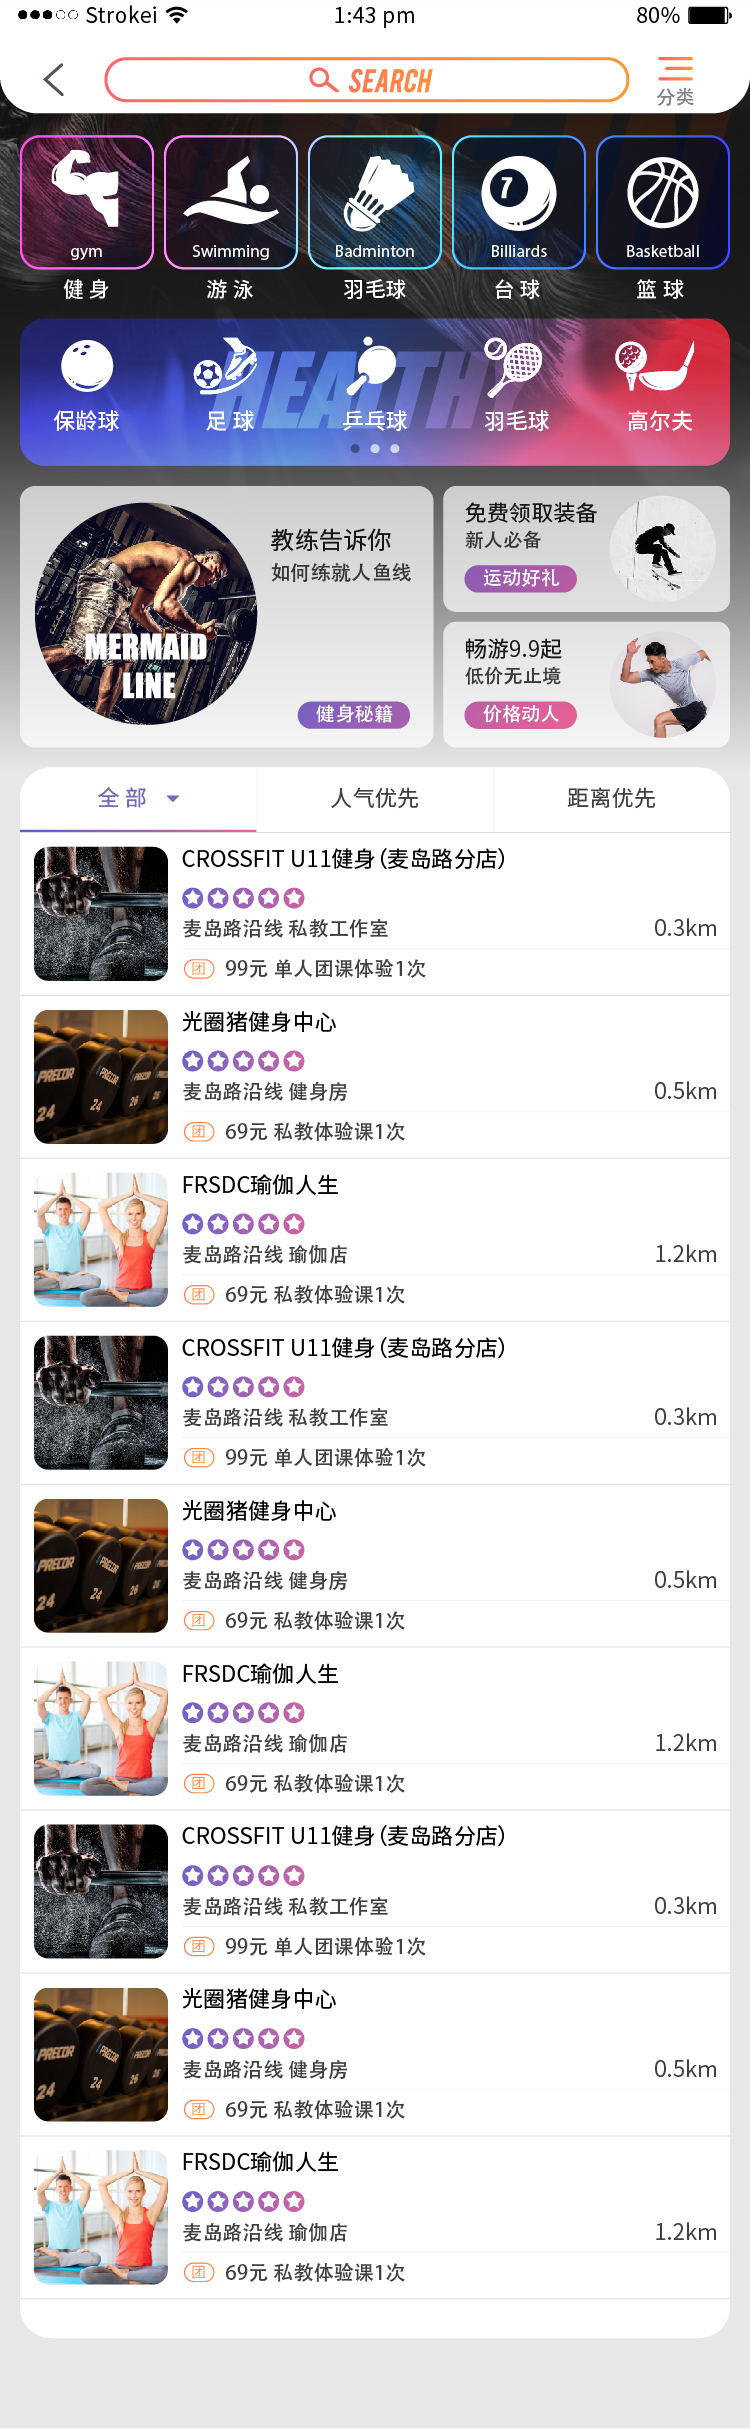 Strokei 1:43 pm 80%
SEARCH
分类
gym Swimming Badminton Billiards Basketball
7
健 身 游 泳 羽毛球 台 球 篮 球
HEALTH
保龄球 足 球 乒乓球 羽毛球 高尔夫
MERMAID
LINE
教练告诉你
如何练就人鱼线
健身秘籍
免费领取装备
新人必备
运动好礼
畅游9.9起
低价无止境
价格动人
全 部 人气优先 距离优先
CROSSFIT U11健身（麦岛路分店）
麦岛路沿线 私教工作室 0.3km
团 99元 单人团课体验1次
光圈猪健身中心
PRECOR PRECOR
24 24 26 26
麦岛路沿线 健身房 0.5km
团 69元 私教体验课1次
FRSDC瑜伽人生
麦岛路沿线 瑜伽店 1.2km
团 69元 私教体验课1次
CROSSFIT U11健身（麦岛路分店）
麦岛路沿线 私教工作室 0.3km
团 99元 单人团课体验1次
光圈猪健身中心
PRECOR PRECOR
24 24 26 26
麦岛路沿线 健身房 0.5km
团 69元 私教体验课1次
FRSDC瑜伽人生
麦岛路沿线 瑜伽店 1.2km
团 69元 私教体验课1次
CROSSFIT U11健身（麦岛路分店）
麦岛路沿线 私教工作室 0.3km
团 99元 单人团课体验1次
光圈猪健身中心
PRECOR PRECOR
24 24 26 26
麦岛路沿线 健身房 0.5km
团 69元 私教体验课1次
FRSDC瑜伽人生
麦岛路沿线 瑜伽店 1.2km
团 69元 私教体验课1次